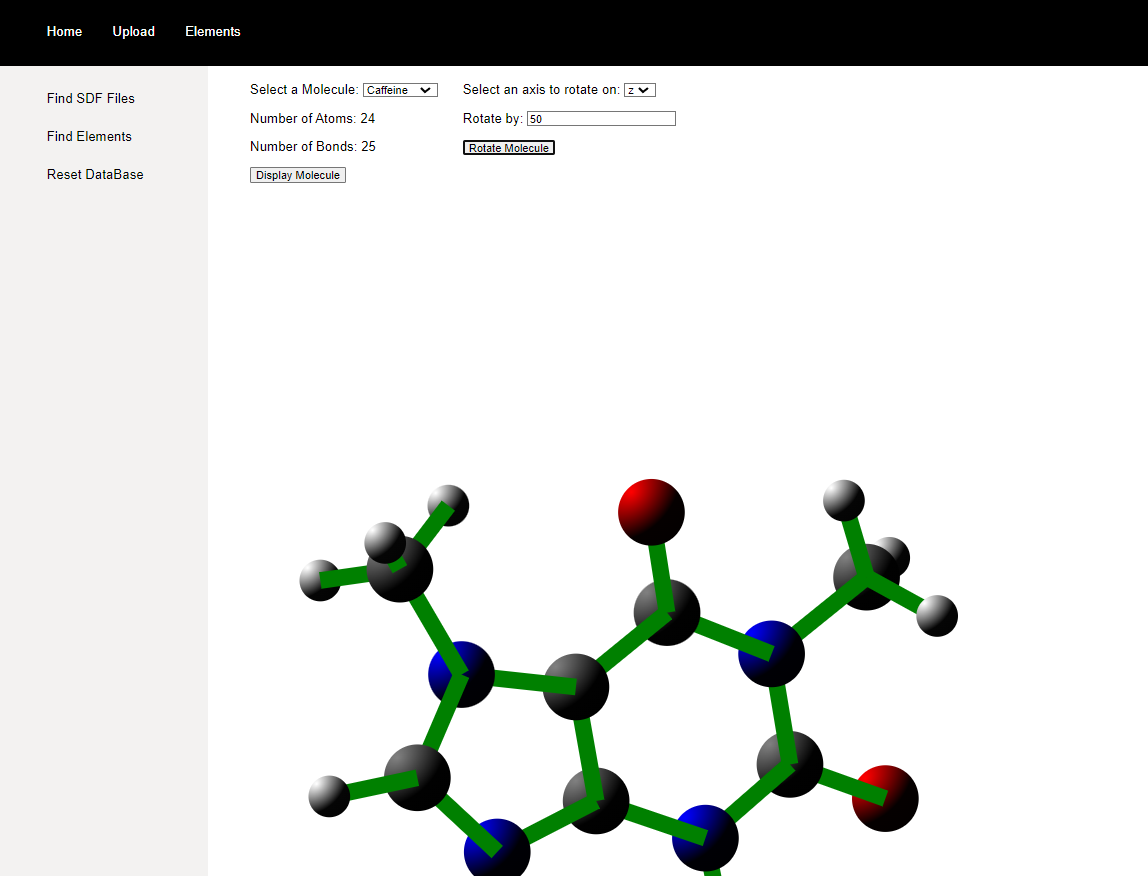 Home Upload Elements
Find SDF Files
Find Elements
Reset DataBase
Select a Molecule: Caffeine
Number of Atoms: 24
Number of Bonds: 25
Display Molecule
Select an axis to rotate on: z
Rotate by: 50
Rotate Molecule